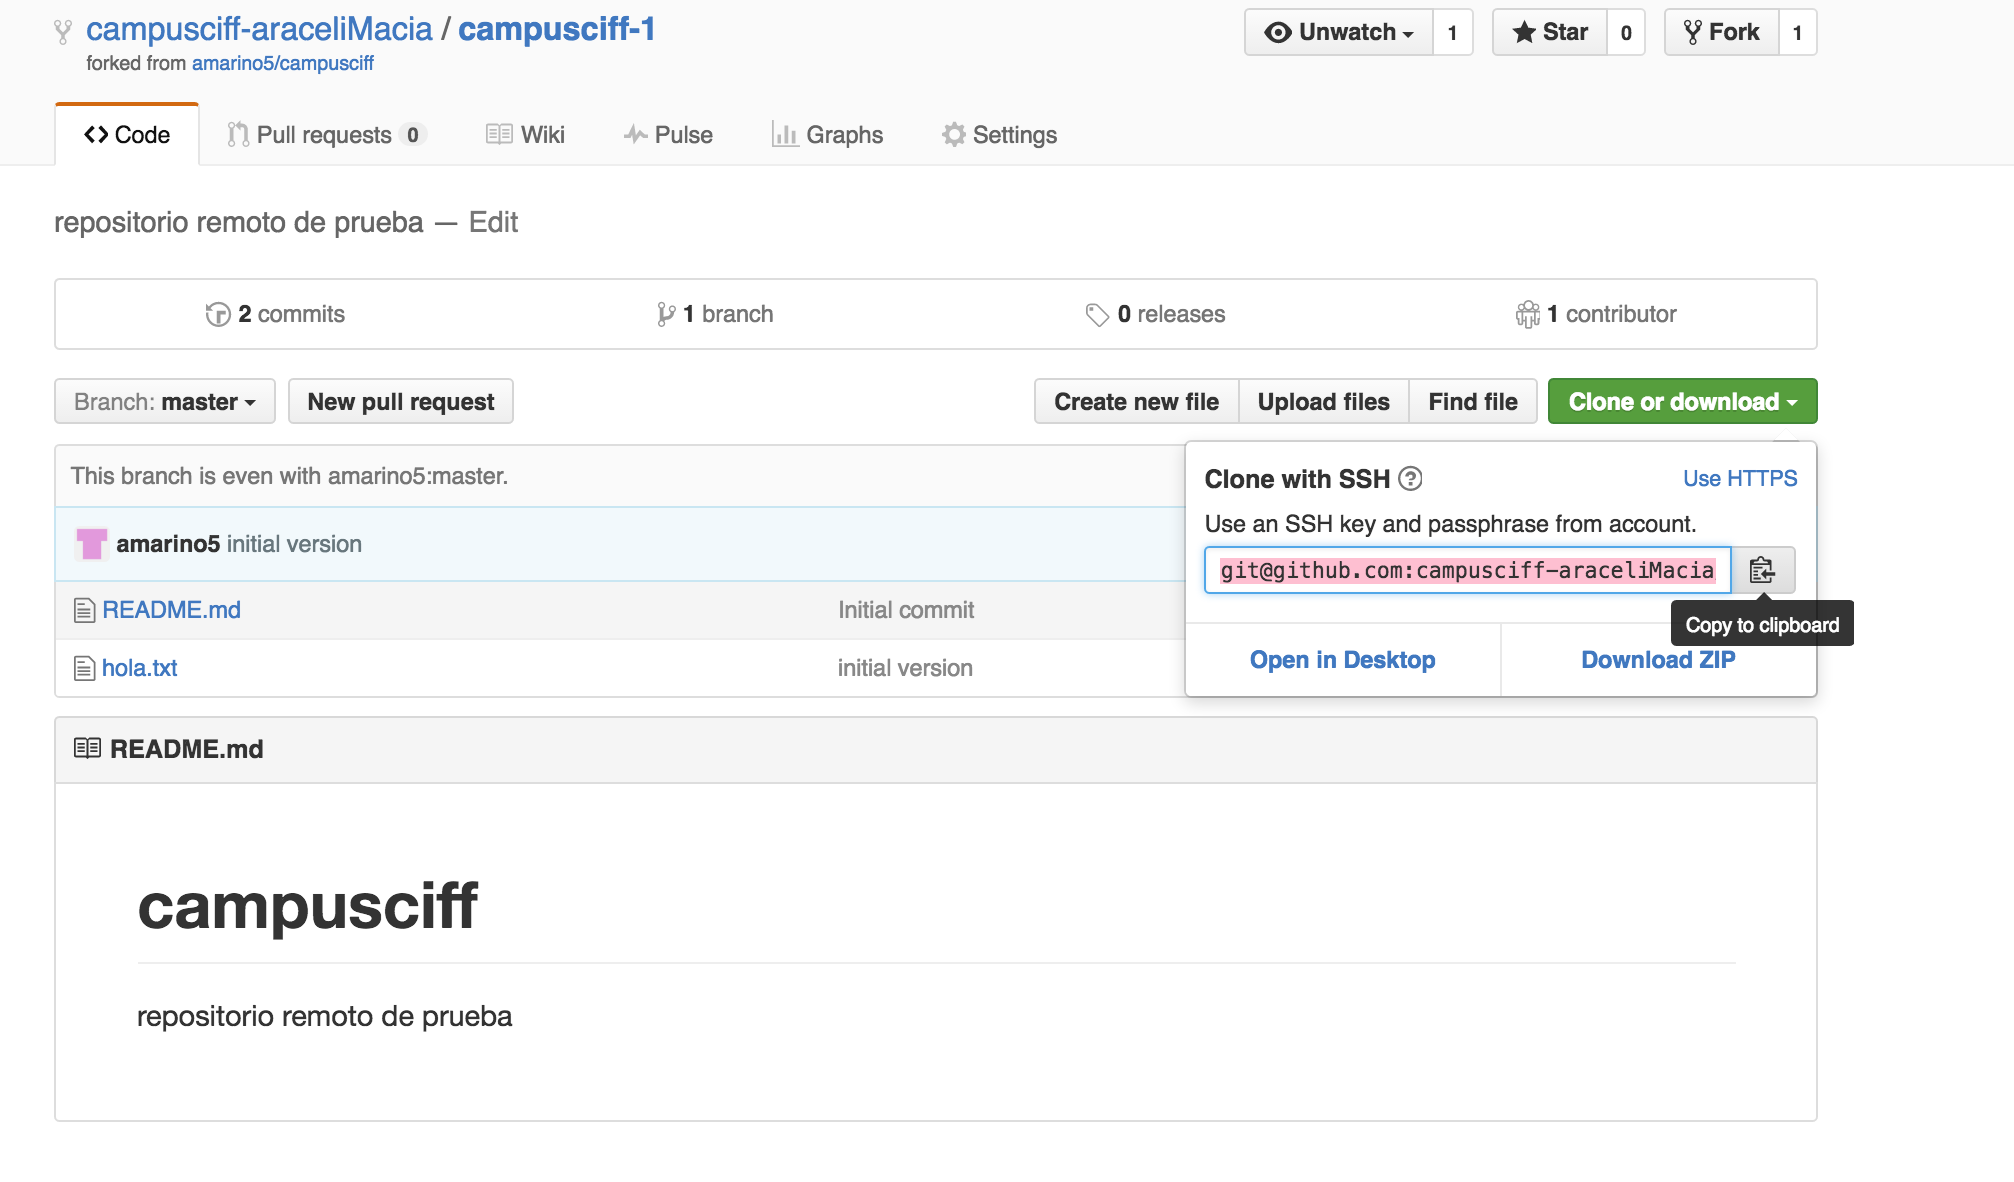 campusciff-araceliMacia / campusciff-1
forked from amarino5/campusciff
Unwatch 1
Star 0
Fork 1
Code
Pull requests 0
Wiki
Pulse
Graphs
Settings
repositorio remoto de prueba — Edit
2 commits
1 branch
0 releases
1 contributor
Branch: master
New pull request
Create new file
Upload files
Find file
Clone or download
This branch is even with amarino5:master.
amarino5 initial version
README.md Initial commit
hola.txt initial version
Clone with SSH ?
Use HTTPS
Use an SSH key and passphrase from account.
git@github.com:campusciff-araceliMacia
Copy to clipboard
Open in Desktop
Download ZIP
README.md
campusciff
repositorio remoto de prueba